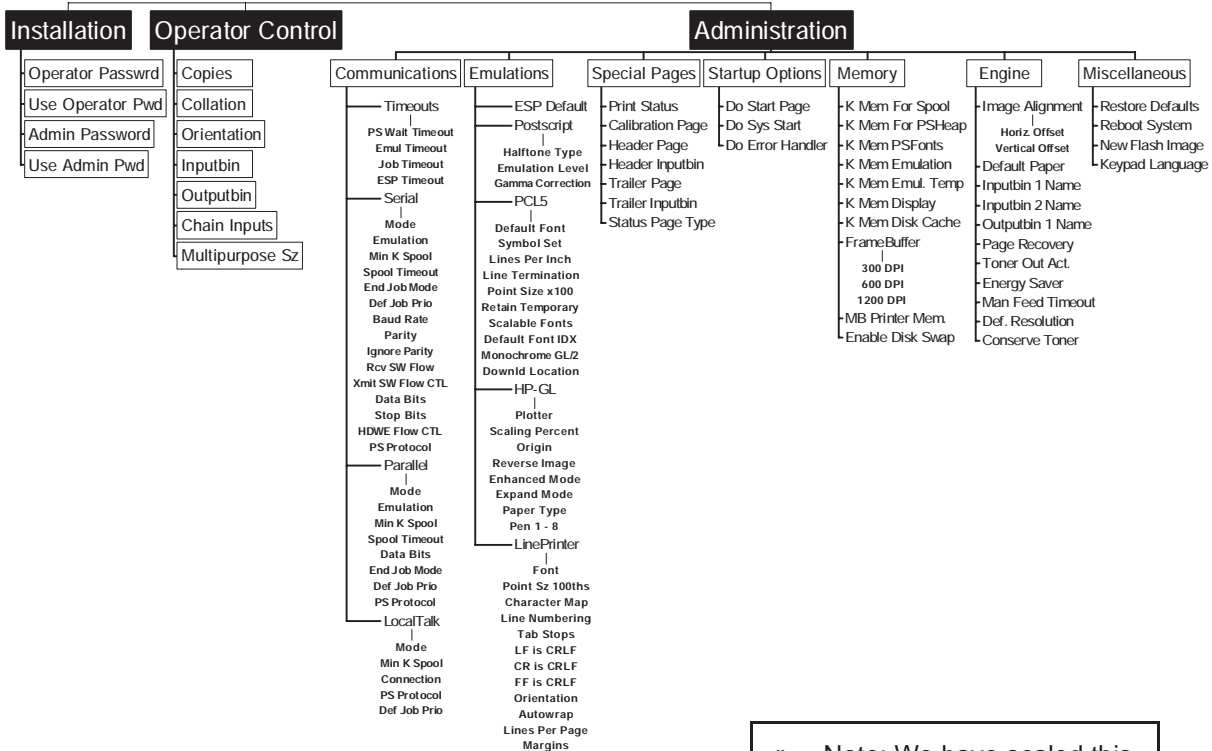 Installation
Operator Passwrd
Use Operator Pwd
Admin Password
Use Admin Pwd
Operator Control
Copies
Collation
Orientation
Inputbin
Outputbin
Chain Inputs
Multipurpose Sz
Administration
Communications
Timeouts
PS Wait Timeout
Emul Timeout
Job Timeout
ESP Timeout
Serial
Mode
Emulation
Min K Spool
Spool Timeout
End Job Mode
Def Job Prio
Baud Rate
Parity
Ignore Parity
Rcv SW Flow
Xmit SW Flow CTL
Data Bits
Stop Bits
HDWE Flow CTL
PS Protocol
Parallel
Mode
Emulation
Min K Spool
Spool Timeout
Data Bits
End Job Mode
Def Job Prio
PS Protocol
LocalTalk
Mode
Min K Spool
Connection
PS Protocol
Def Job Prio
Emulations
ESP Default
Postscript
Halftone Type
Emulation Level
Gamma Correction
PCL5
Default Font
Symbol Set
Lines Per Inch
Line Termination
Point Size x100
Retain Temporary
Scalable Fonts
Default Font IDX
Monochrome GL/2
Downld Location
HP-GL
Plotter
Scaling Percent
Origin
Reverse Image
Enhanced Mode
Expand Mode
Paper Type
Pen 1 - 8
LinePrinter
Font
Point Sz 100ths
Character Map
Line Numbering
Tab Stops
LF is CRLF
CR is CRLF
FF is CRLF
Orientation
Autowrap
Lines Per Page
Margins
Special Pages
Print Status
Calibration Page
Header Page
Header Inputbin
Trailer Page
Trailer Inputbin
Status Page Type
Startup Options
Do Start Page
Do Sys Start
Do Error Handler
Memory
K Mem For Spool
K Mem For PSHeap
K Mem PSFonts
K Mem Emulation
K Mem Emul. Temp
K Mem Display
K Mem Disk Cache
FrameBuffer
300 DPI
600 DPI
1200 DPI
MB Printer Mem.
Enable Disk Swap
Engine
Image Alignment
Horiz. Offset
Vertical Offset
Default Paper
Inputbin 1 Name
Inputbin 2 Name
Outputbin 1 Name
Page Recovery
Toner Out Act.
Energy Saver
Man Feed Timeout
Def. Resolution
Conserve Toner
Miscellaneous
Restore Defaults
Reboot System
New Flash Image
Keypad Language
Note: We have scaled this